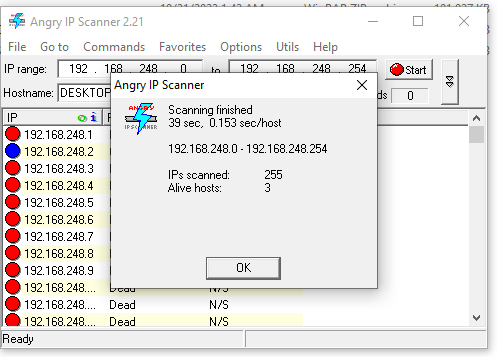 Angry IP Scanner 2.21
File Go to Commands Favorites Options Utils Help
IP range: 192 . 168 . 248 . 0 to 192 . 168 . 248 . 254 Start
Hostname: DESKTOP 0
IP
Angry IP Scanner
ANGRY
IP SCANNER
Scanning finished
39 sec, 0.153 sec/host
192.168.248.0 - 192.168.248.254
IPs scanned: 255
Alive hosts: 3
OK
192.168.248.1
192.168.248.2
192.168.248.3
192.168.248.4
192.168.248.5
192.168.248.6
192.168.248.7
192.168.248.8
192.168.248.9
192.168.248.... Dead N/S
192.168.248.... Dead N/S
192.168.248.... Dead N/S
Ready